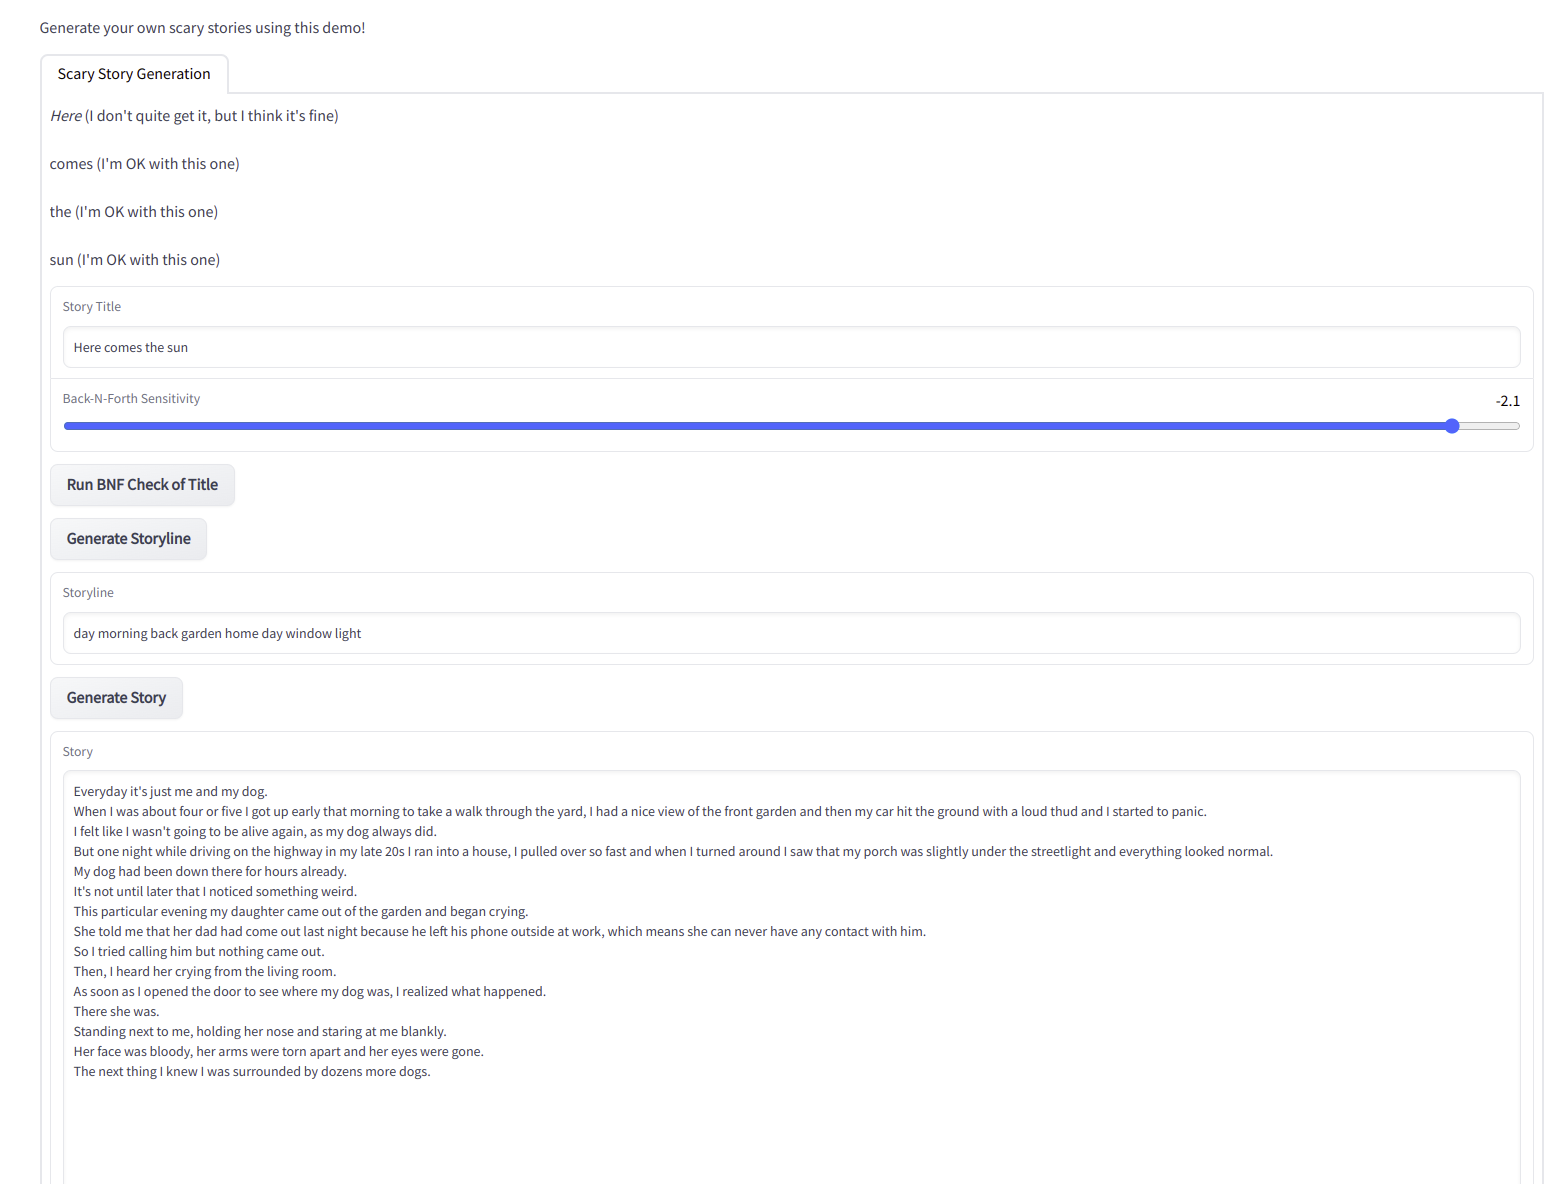 Generate your own scary stories using this demo!
Scary Story Generation
Here (I don't quite get it, but I think it's fine)
comes (I'm OK with this one)
the (I'm OK with this one)
sun (I'm OK with this one)
Story Title
Here comes the sun
Back-N-Forth Sensitivity
-2.1
Run BNF Check of Title
Generate Storyline
Storyline
day morning back garden home day window light
Generate Story
Story
Everyday it's just me and my dog.
When I was about four or five I got up early that morning to take a walk through the yard, I had a nice view of the front garden and then my car hit the ground with a loud thud and I started to panic.
I felt like I wasn't going to be alive again, as my dog always did.
But one night while driving on the highway in my late 20s I ran into a house, I pulled over so fast and when I turned around I saw that my porch was slightly under the streetlight and everything looked normal.
My dog had been down there for hours already.
It's not until later that I noticed something weird.
This particular evening my daughter came out of the garden and began crying.
She told me that her dad had come out last night because he left his phone outside at work, which means she can never have any contact with him.
So I tried calling him but nothing came out.
Then, I heard her crying from the living room.
As soon as I opened the door to see where my dog was, I realized what happened.
There she was.
Standing next to me, holding her nose and staring at me blankly.
Her face was bloody, her arms were torn apart and her eyes were gone.
The next thing I knew I was surrounded by dozens more dogs.